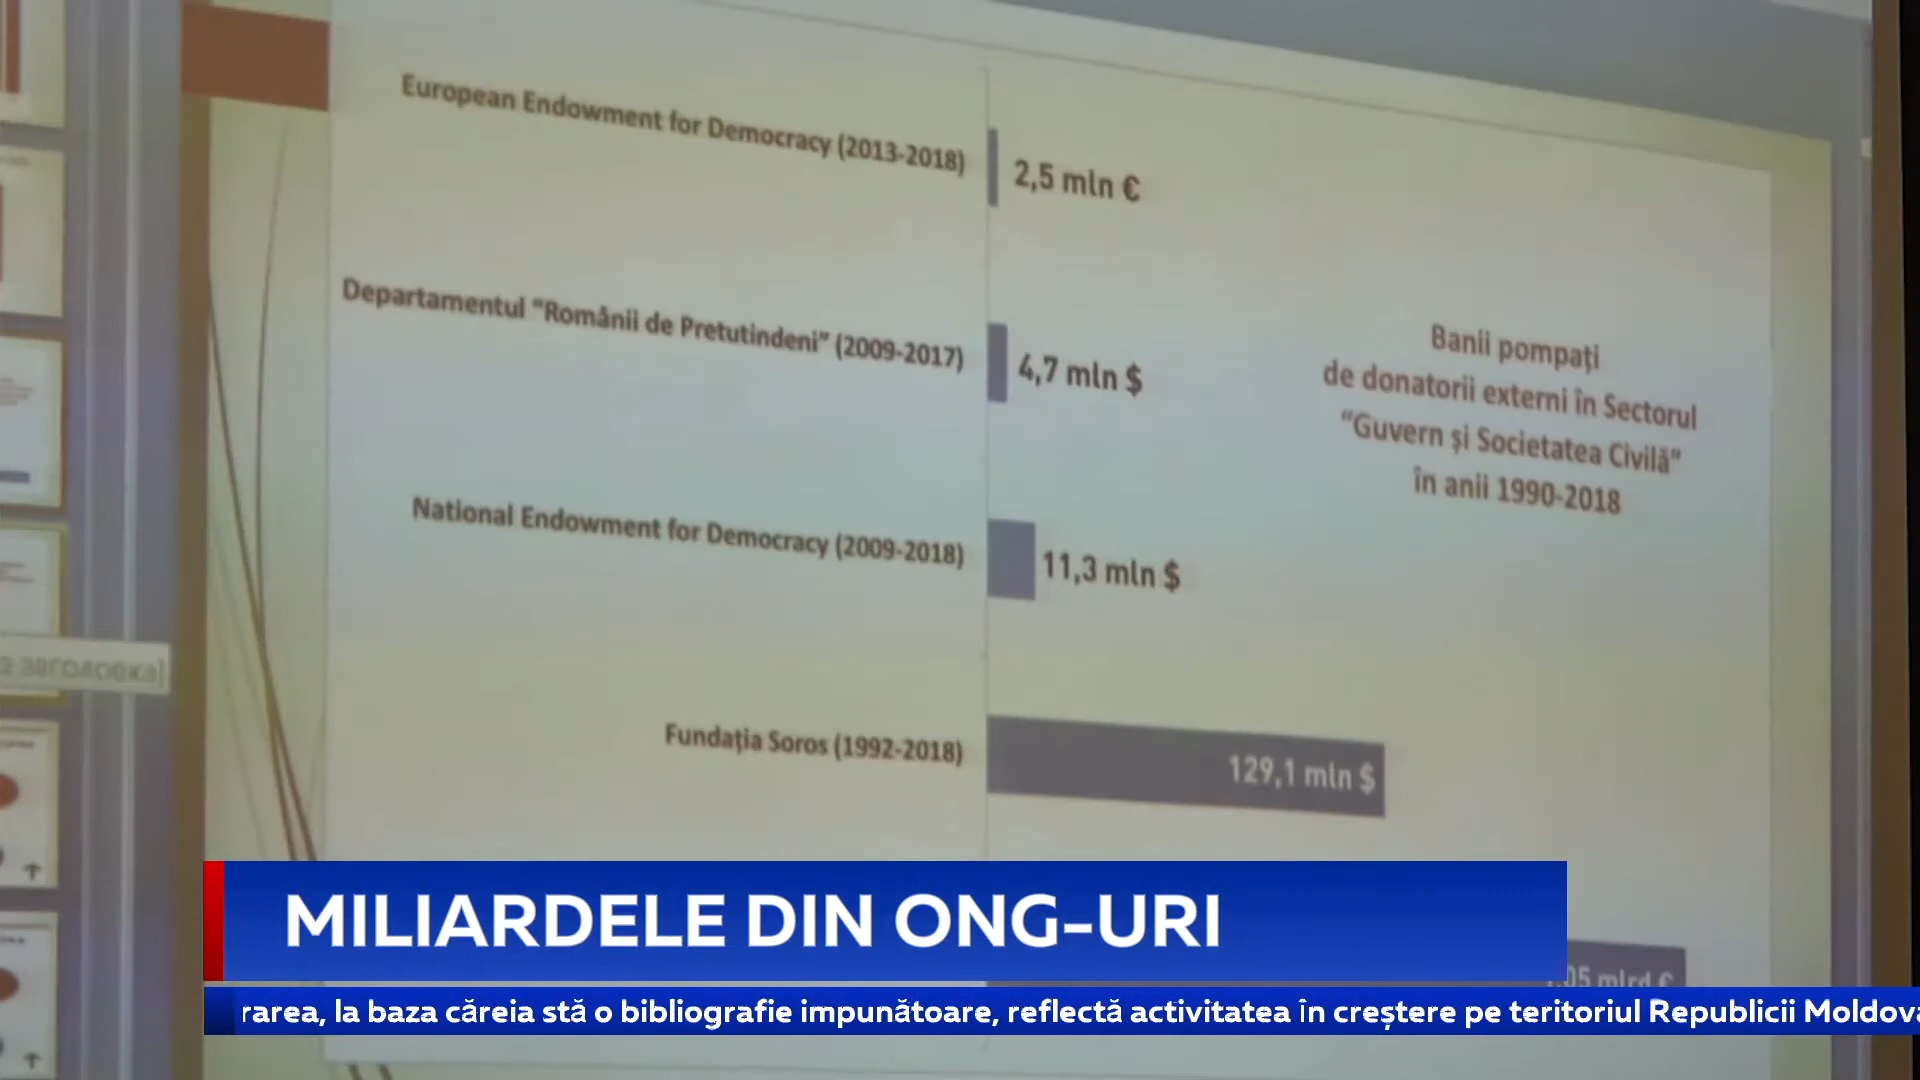 European Endowment for Democracy (2013-2018)
2,5 mln €
Departamentul "Românii de Pretutindeni" (2009-2017)
4,7 mln $
Banii pompați
de donatorii externi în Sectorul
"Guvern și Societatea Civilă"
în anii 1990-2018
National Endowment for Democracy (2009-2018)
11,3 mln $
заголовка]
Fundația Soros (1992-2018)
129,1 mln $
MILIARDELE DIN ONG-URI
05 mlrd €
rarea, la baza căreia stă o bibliografie impunătoare, reflectă activitatea în creștere pe teritoriul Republicii Moldova